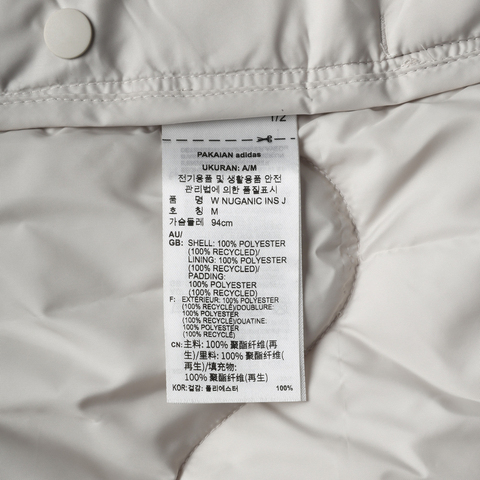 1/2
PAKAIAN adidas
UKURAN: A/M
전기용품 및 생활용품 안전
관리법에 의한 품질표시
품 명 W NUGANIC INS J
호 칭 M
가슴둘레 94cm
AU/
GB: SHELL: 100% POLYESTER
(100% RECYCLED)/
LINING: 100% POLYESTER
(100% RECYCLED)/
PADDING:
100% POLYESTER
(100% RECYCLED)
F: EXTÉRIEUR: 100% POLYESTER
(100% RECYCLÉ)/DOUBLURE:
100% POLYESTER
(100% RECYCLÉ)/OUATINE:
100% POLYESTER
(100% RECYCLÉ)
CN: 主料: 100% 聚酯纤维(再
生)/里料: 100% 聚酯纤维
(再生)/填充物:
100% 聚酯纤维(再生)
KOR: 겉감: 폴리에스터 100%